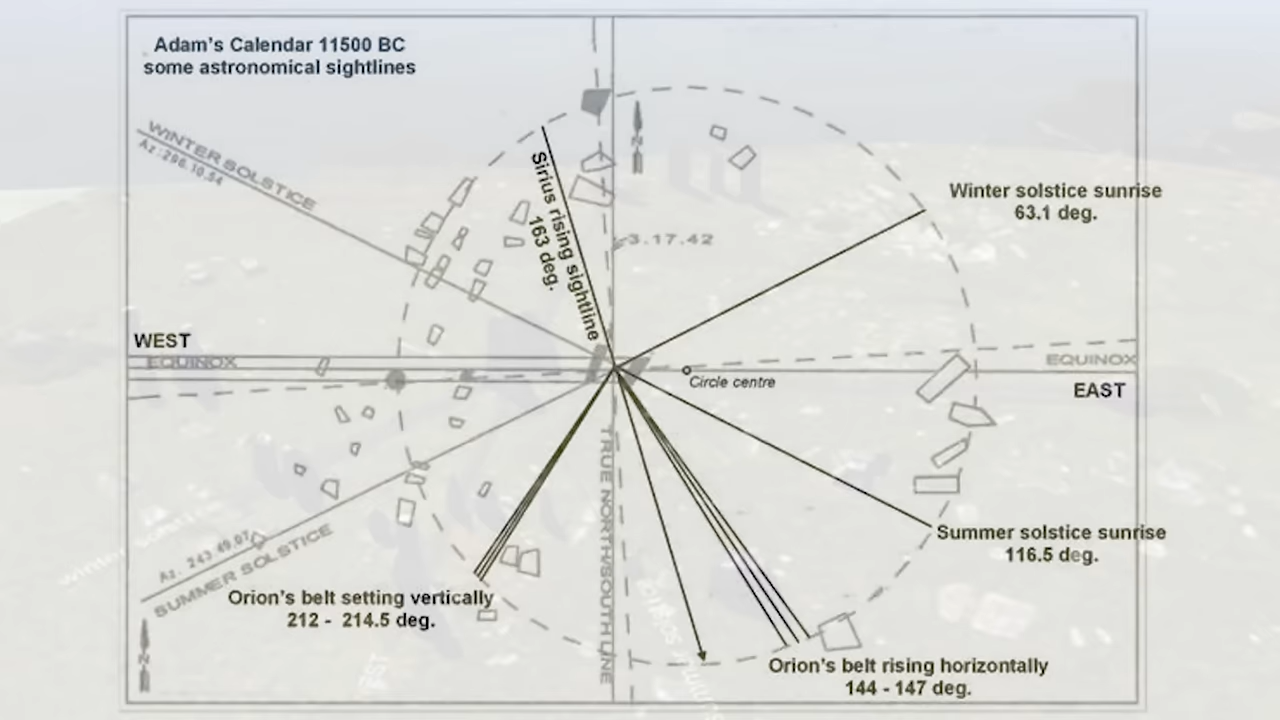 Adam's Calendar 11500 BC
some astronomical sightlines
WINTER SOLSTICE
Az:296.10.54
N
Sirius rising sightline
163 deg.
3.17.42
Winter solstice sunrise
63.1 deg.
WEST
EQUINOX
EQUINOX
EAST
Circle centre
TRUE NORTH/SOUTH LINE
Az. 243.49.07
SUMMER SOLSTICE
Summer solstice sunrise
116.5 deg.
Orion's belt setting vertically
212 - 214.5 deg.
N
Orion's belt rising horizontally
144 - 147 deg.